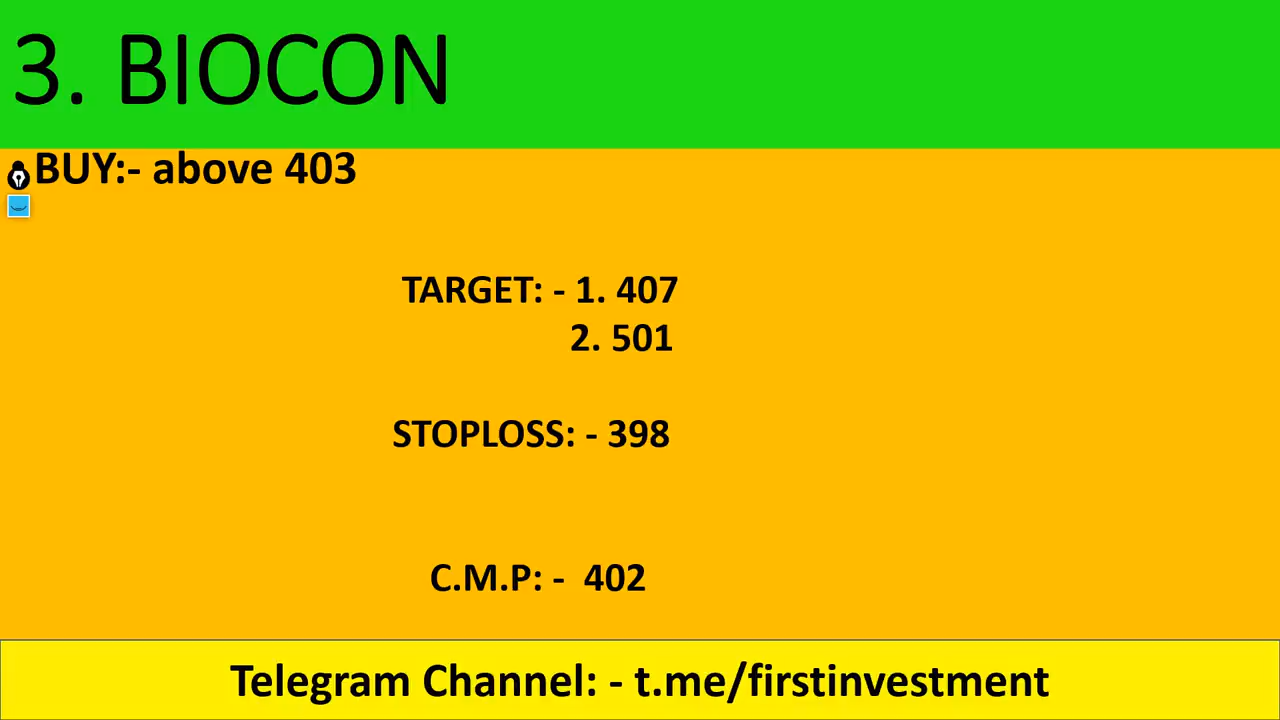 3. BIOCON
BUY:- above 403
TARGET: - 1. 407
2. 501
STOPLOSS: - 398
C.M.P: - 402
Telegram Channel: - t.me/firstinvestment